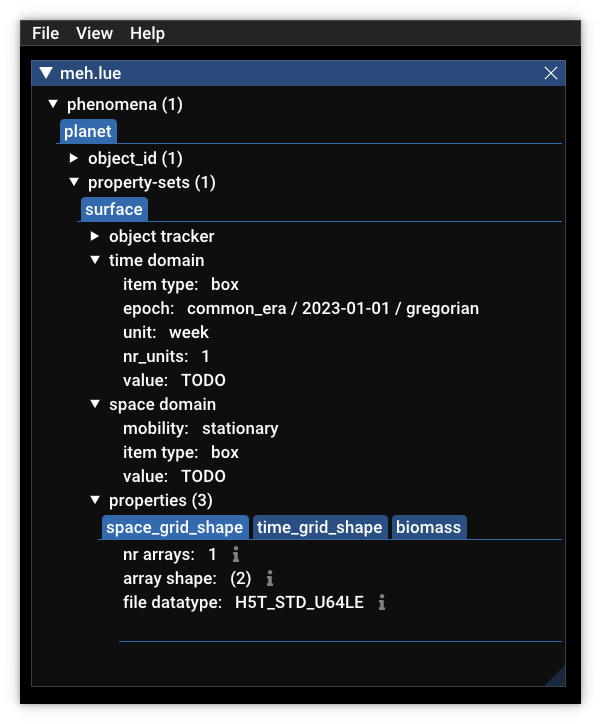 File View Help
meh.lue
phenomena (1)
planet
object_id (1)
property-sets (1)
surface
object tracker
time domain
item type: box
epoch: common_era / 2023-01-01 / gregorian
unit: week
nr_units: 1
value: TODO
space domain
mobility: stationary
item type: box
value: TODO
properties (3)
space_grid_shape time_grid_shape biomass
nr arrays: 1
array shape: (2)
file datatype: H5T_STD_U64LE